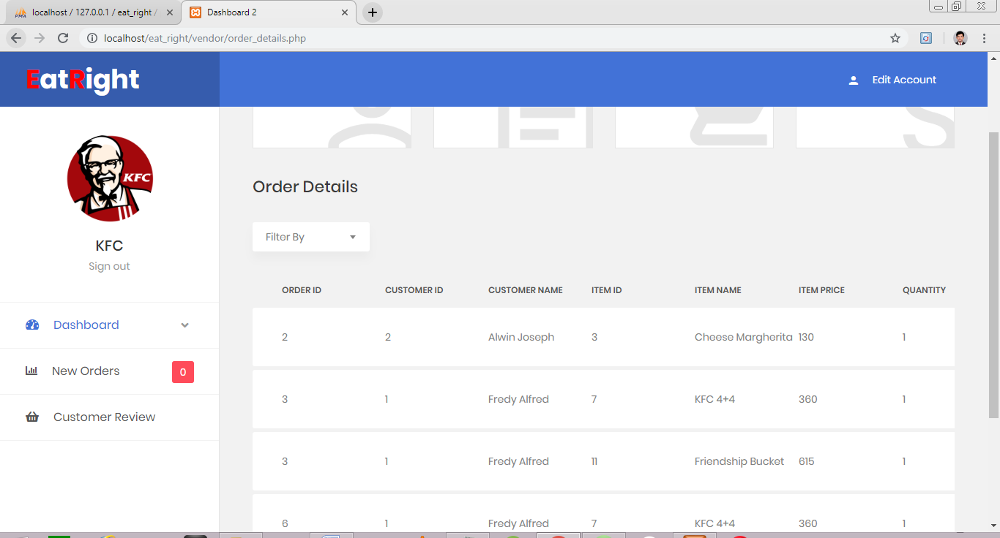 PMA localhost / 127.0.0.1 / eat_right /
Dashboard 2
localhost/eat_right/vendor/order_details.php
EatRight
Edit Account
KFC
KFC
Sign out
Dashboard
New Orders 0
Customer Review
Order Details
Filter By
ORDER ID CUSTOMER ID CUSTOMER NAME ITEM ID ITEM NAME ITEM PRICE QUANTITY
2 2 Alwin Joseph 3 Cheese Margherita 130 1
3 1 Fredy Alfred 7 KFC 4+4 360 1
3 1 Fredy Alfred 11 Friendship Bucket 615 1
6 1 Fredy Alfred 7 KFC 4+4 360 1